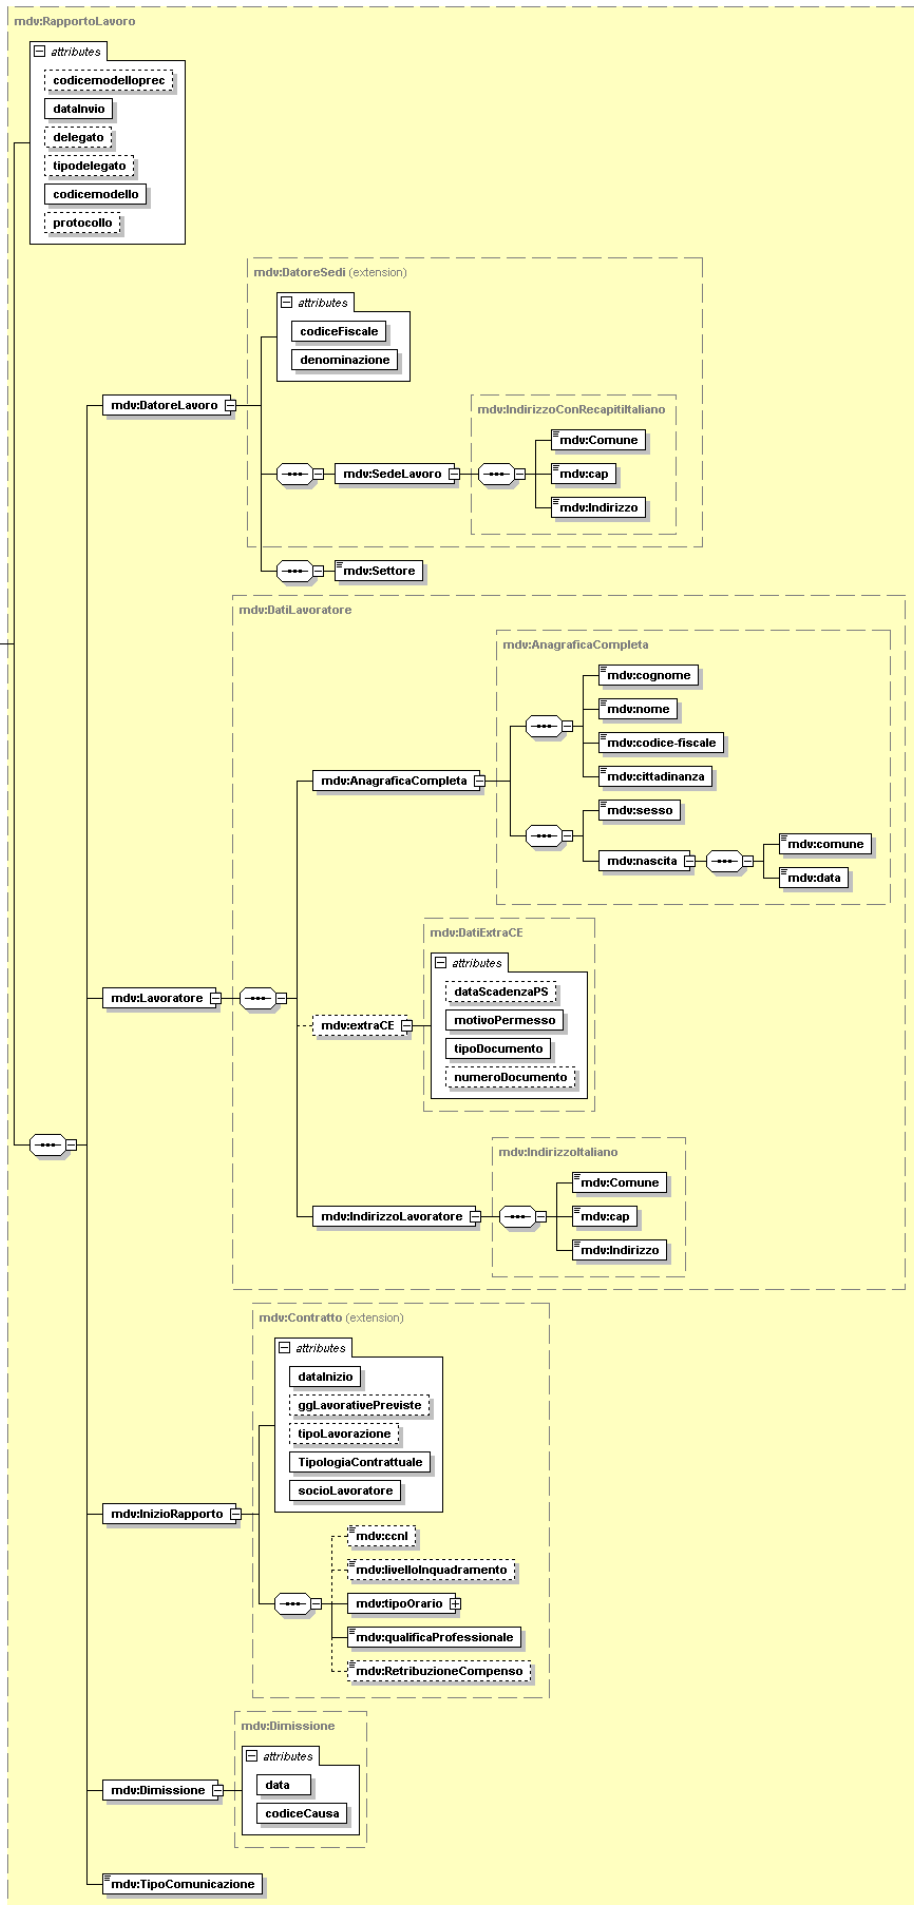 mdv:RapportoLavoro
attributes
codicemodelloprec
dataInvio
delegato
tipodelegato
codicemodello
protocollo
mdv:DatoreSedi (extension)
attributes
codiceFiscale
denominazione
mdv:DatoreLavoro
mdv:IndirizzoConRecapitiItaliano
mdv:Comune
mdv:SedeLavoro
mdv:cap
mdv:Indirizzo
mdv:Settore
mdv:DatiLavoratore
mdv:AnagraficaCompleta
mdv:cognome
mdv:nome
mdv:codice-fiscale
mdv:cittadinanza
mdv:AnagraficaCompleta
mdv:sesso
mdv:nascita
mdv:comune
mdv:data
mdv:DatiExtraCE
attributes
dataScadenzaPS
mdv:Lavoratore
motivoPermesso
mdv:extraCE
tipoDocumento
numeroDocumento
mdv:IndirizzoItaliano
mdv:Comune
mdv:IndirizzoLavoratore
mdv:cap
mdv:Indirizzo
mdv:Contratto (extension)
attributes
dataInizio
ggLavorativePreviste
tipoLavorazione
TipologiaContrattuale
socioLavoratore
mdv:InizioRapporto
mdv:ccnl
mdv:livelloInquadramento
mdv:tipoOrario
mdv:qualificaProfessionale
mdv:RetribuzioneCompenso
mdv:Dimissione
attributes
data
mdv:Dimissione
codiceCausa
mdv:TipoComunicazione